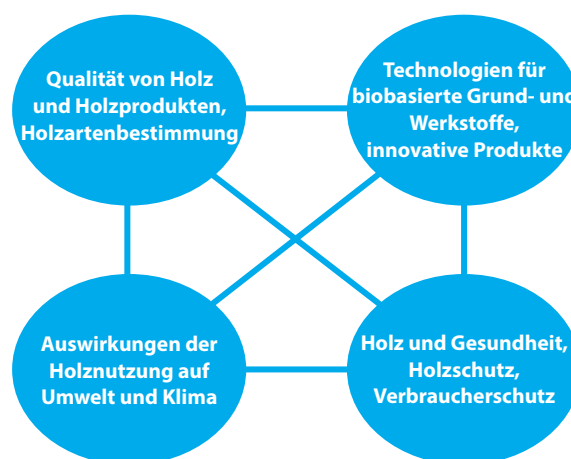 Qualität von Holz
und Holzprodukten,
Holzartenbestimmung
Technologien für
biobasierte Grund- und
Werkstoffe,
innovative Produkte
Auswirkungen der
Holznutzung auf
Umwelt und Klima
Holz und Gesundheit,
Holzschutz,
Verbraucherschutz